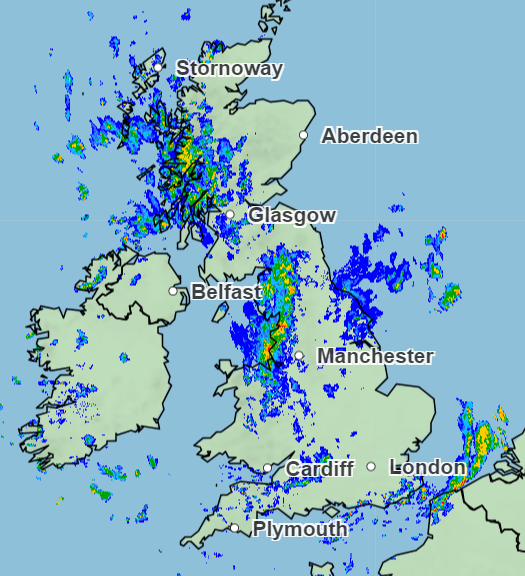 Stornoway
Aberdeen
Glasgow
Belfast
Manchester
Cardiff
London
Plymouth